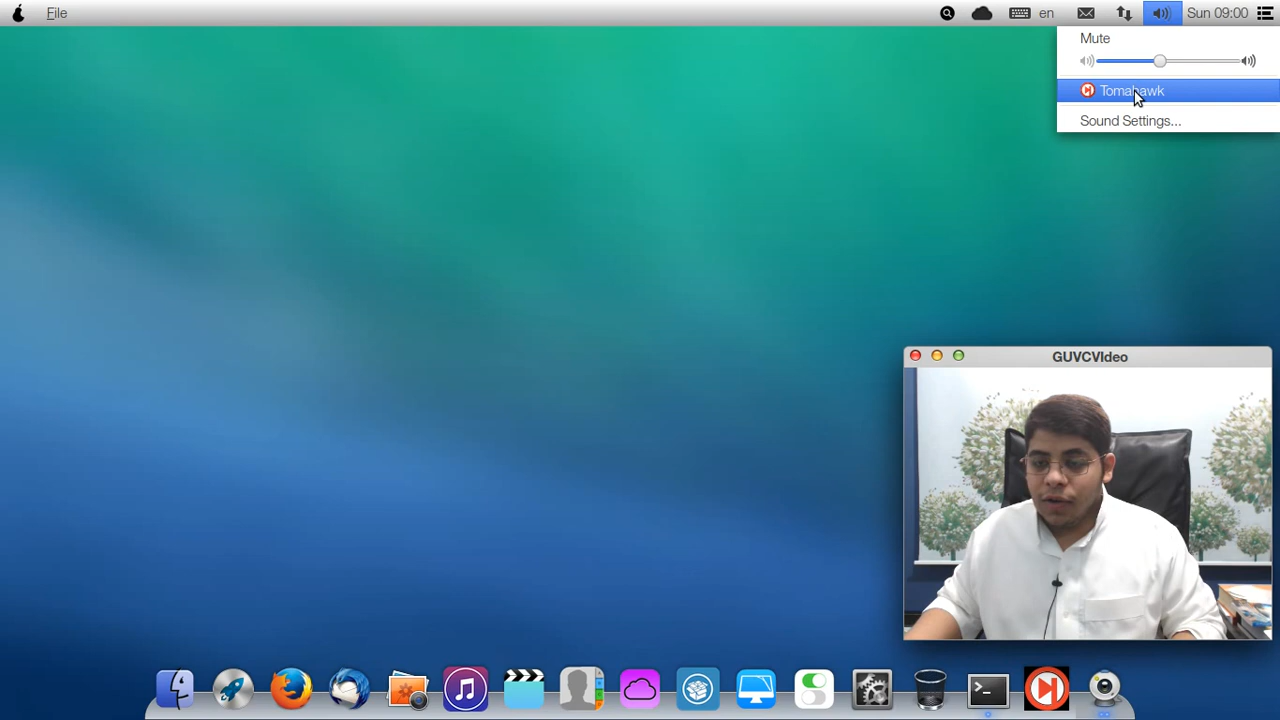 File
en
Sun 09:00
Mute
Tomahawk
Sound Settings...
GUVCVIdeo